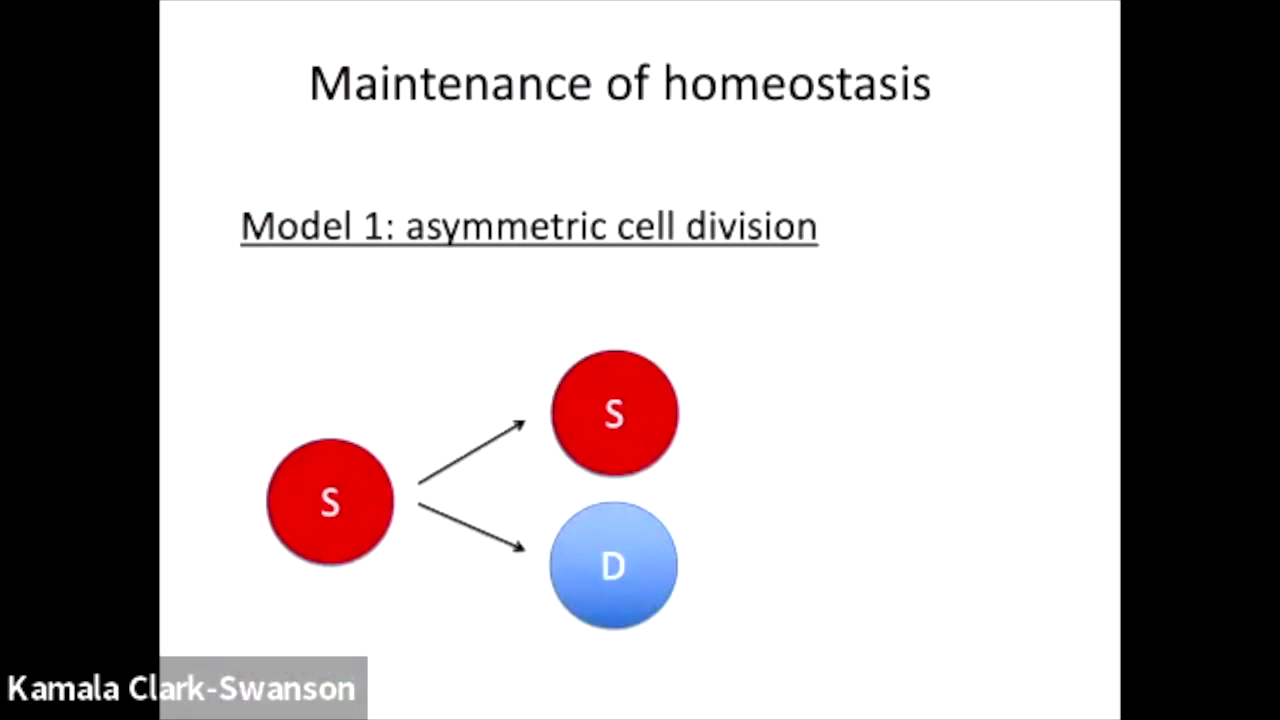 Maintenance of homeostasis
Model 1: asymmetric cell division
S
S
D
Kamala Clark-Swanson